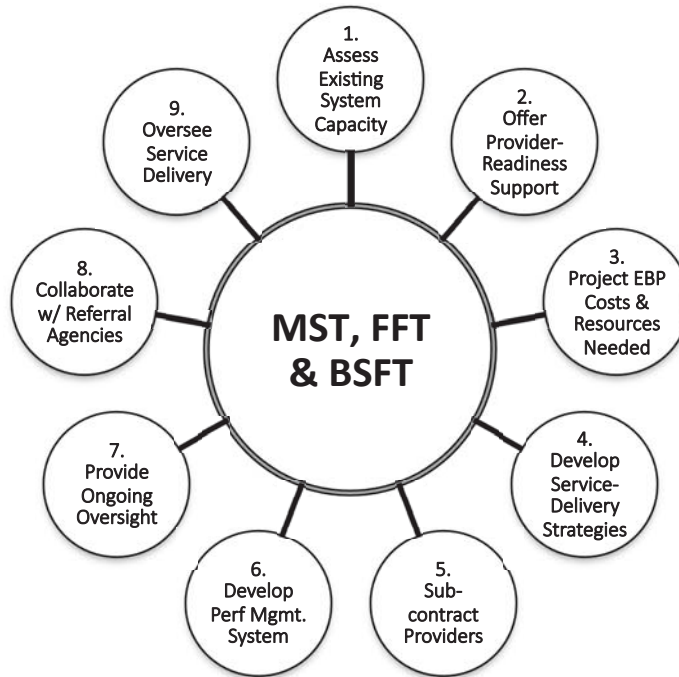 1.
Assess
Existing
System
Capacity
2.
Offer
Provider-
Readiness
Support
3.
Project EBP
Costs &
Resources
Needed
4.
Develop
Service-
Delivery
Strategies
5.
Sub-
contract
Providers
6.
Develop
Perf Mgmt.
System
7.
Provide
Ongoing
Oversight
8.
Collaborate
w/ Referral
Agencies
9.
Oversee
Service
Delivery
MST, FFT
& BSFT